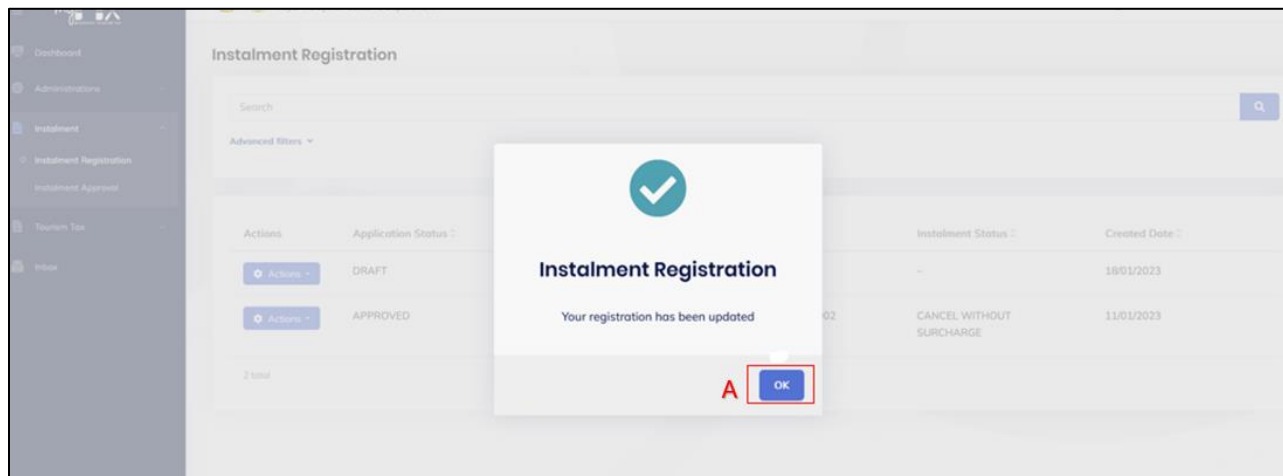 Dashboard
Instalment Registration
Administrations
Search
Instalment
Advanced filters
Instalment Registration
Instalment Approval
Tourism Tax
Actions Application Status Instalment Status Created Date
Inbox
Actions DRAFT – 18/01/2023
Actions APPROVED 02 CANCEL WITHOUT SURCHARGE 11/01/2023
2 total
Instalment Registration
Your registration has been updated
A OK